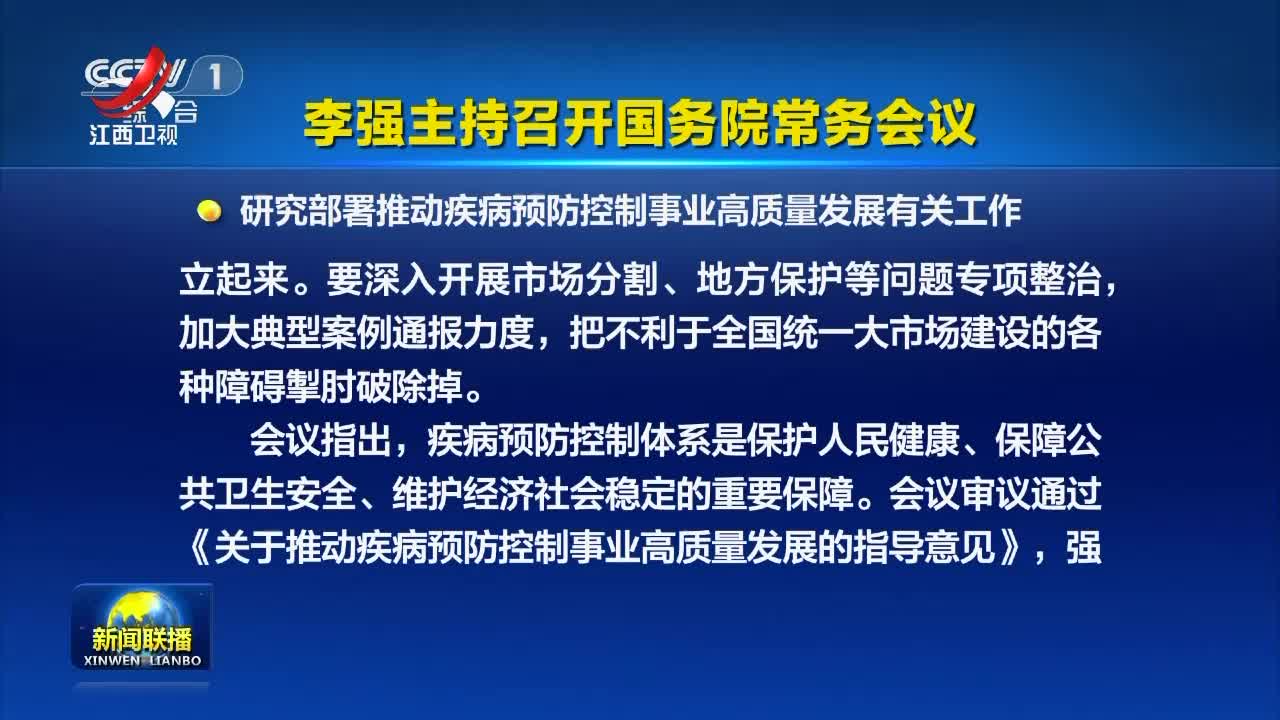 CCTV 1
综合
江西卫视
李强主持召开国务院常务会议
研究部署推动疾病预防控制事业高质量发展有关工作
立起来。要深入开展市场分割、地方保护等问题专项整治，
加大典型案例通报力度，把不利于全国统一大市场建设的各
种障碍掣肘破除掉。
会议指出，疾病预防控制体系是保护人民健康、保障公
共卫生安全、维护经济社会稳定的重要保障。会议审议通过
《关于推动疾病预防控制事业高质量发展的指导意见》，强
新闻联播
XINWEN LIANBO